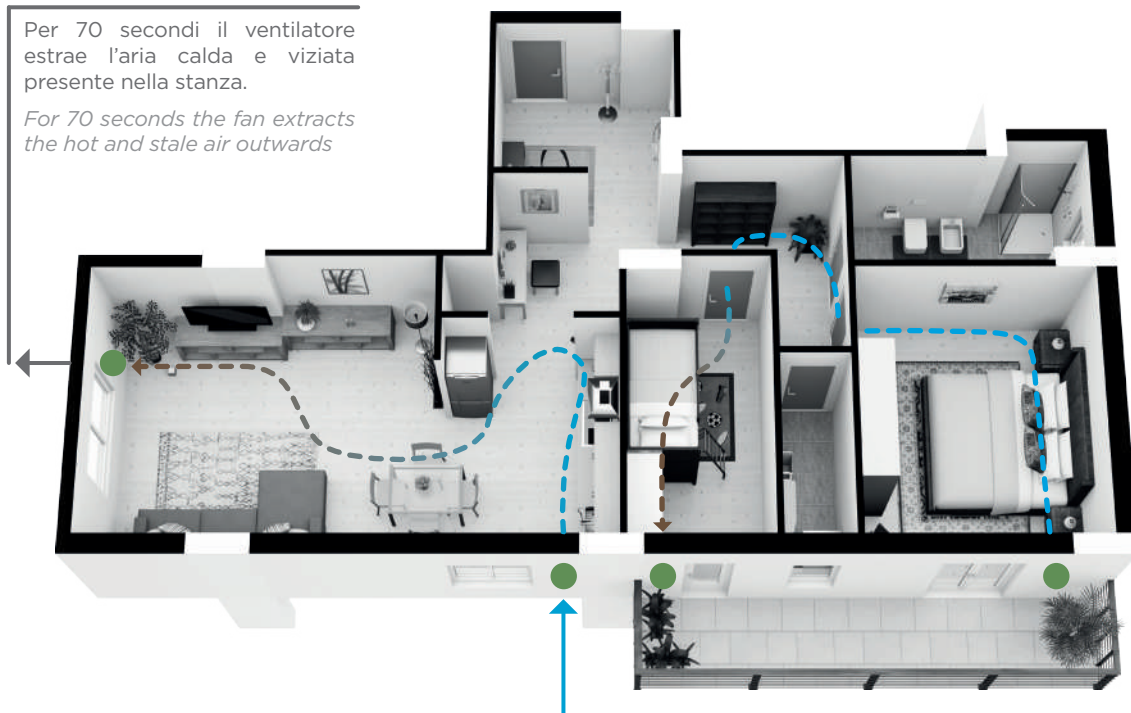 Per 70 secondi il ventilatore
estrae l'aria calda e viziata
presente nella stanza.
For 70 seconds the fan extracts
the hot and stale air outwards